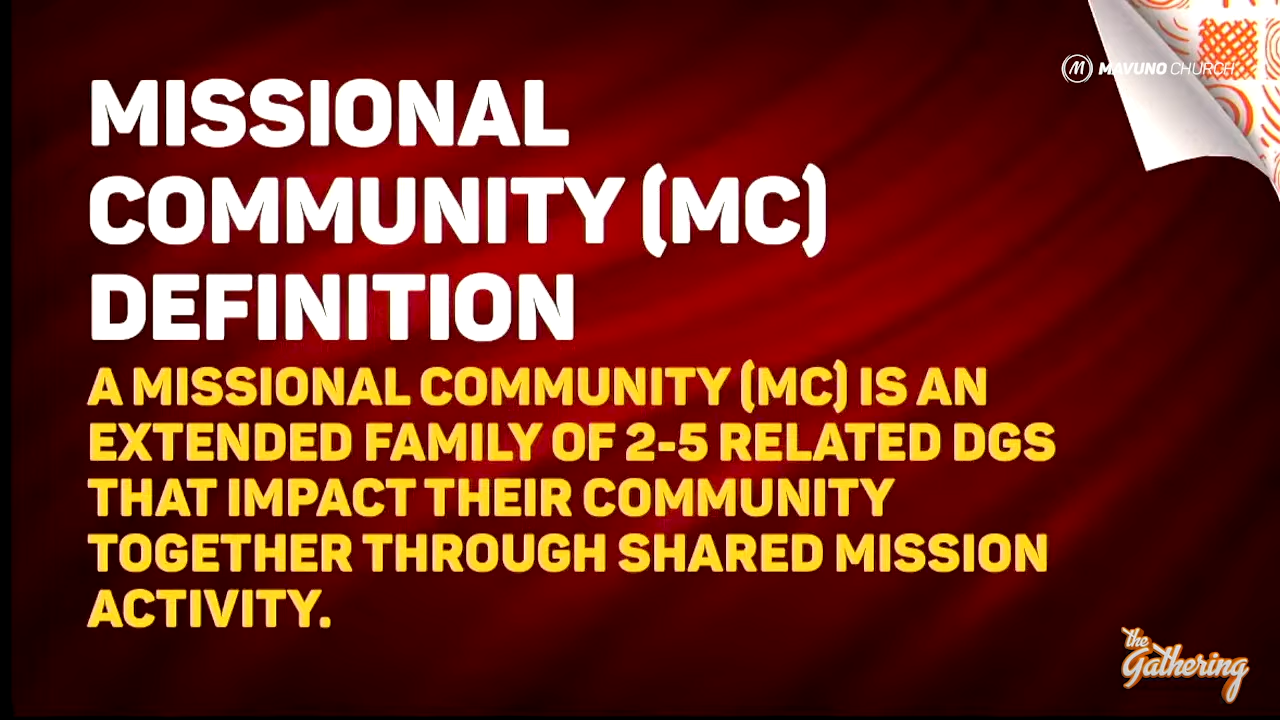 MAVUNO CHURCH
MISSIONAL
COMMUNITY (MC)
DEFINITION
A MISSIONAL COMMUNITY (MC) IS AN
EXTENDED FAMILY OF 2-5 RELATED DGS
THAT IMPACT THEIR COMMUNITY
TOGETHER THROUGH SHARED MISSION
ACTIVITY.
the
Gathering